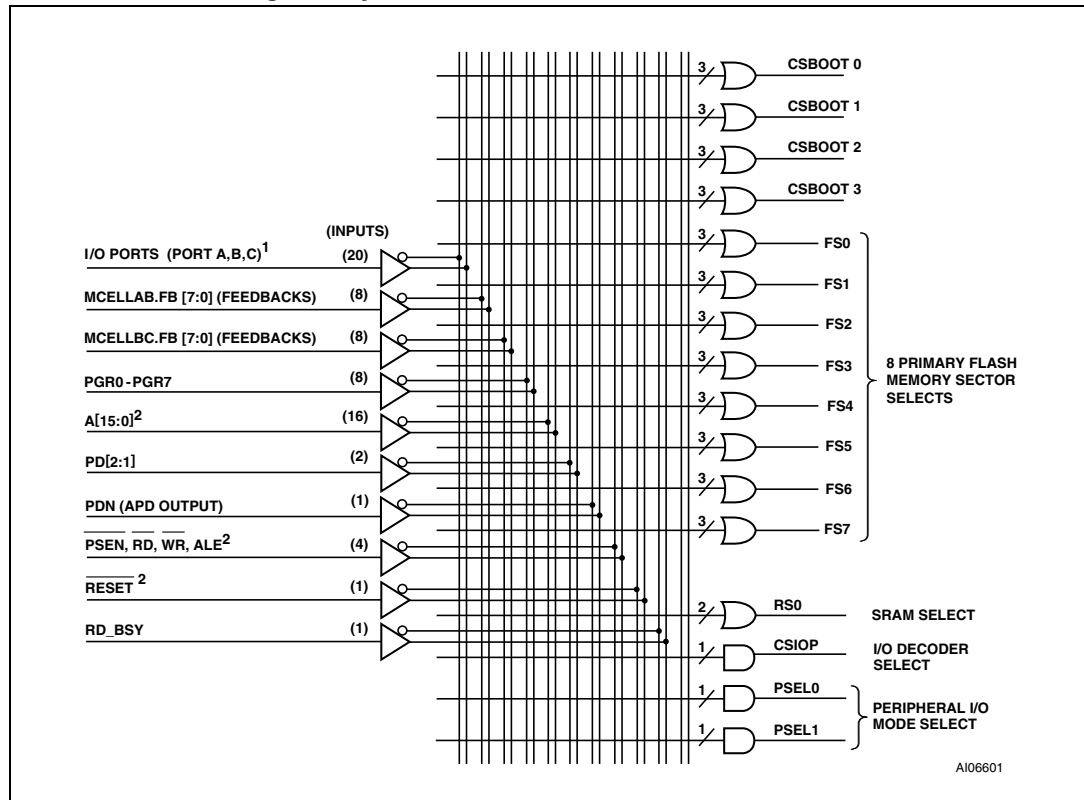 3 CSBOOT 0
3 CSBOOT 1
3 CSBOOT 2
3 CSBOOT 3
(INPUTS)
I/O PORTS (PORT A,B,C)1 (20)
MCELLAB.FB [7:0] (FEEDBACKS) (8)
MCELLBC.FB [7:0] (FEEDBACKS) (8)
PGR0 -PGR7 (8)
A[15:0]2 (16)
PD[2:1] (2)
PDN (APD OUTPUT) (1)
PSEN, RD, WR, ALE2 (4)
RESET 2 (1)
RD_BSY (1)
3 FS0
3 FS1
3 FS2
3 FS3
3 FS4
3 FS5
3 FS6
3 FS7
8 PRIMARY FLASH
MEMORY SECTOR
SELECTS
2 RS0 SRAM SELECT
1 CSIOP I/O DECODER
SELECT
1 PSEL0
1 PSEL1
PERIPHERAL I/O
MODE SELECT
AI06601